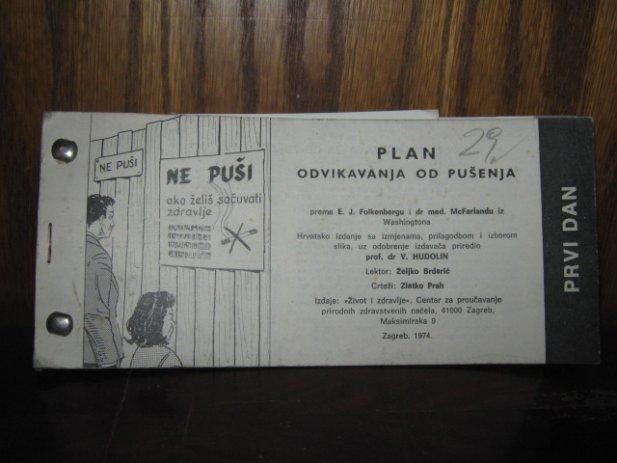 NE PUŠI
NE PUŠI
ako želiš sačuvati
zdravlje
29,
PLAN
ODVIKAVANJA OD PUŠENJA
prema E. J. Folkenbergu i dr med. McFarlandu iz
Washingtona
Hrvatsko izdanje sa izmjenama, prilagodbom i izborom
slika, uz odobrenje izdavača priredio
prof. dr V. HUDOLIN
Lektor: Željko Brdarić
Crteži: Zlatko Prah
Izdaje: »Život i zdravlje«, Centar za proučavanje
prirodnih zdravstvenih načela, 41000 Zagreb,
Maksimirska 9
Zagreb, 1974.
PRVI DAN